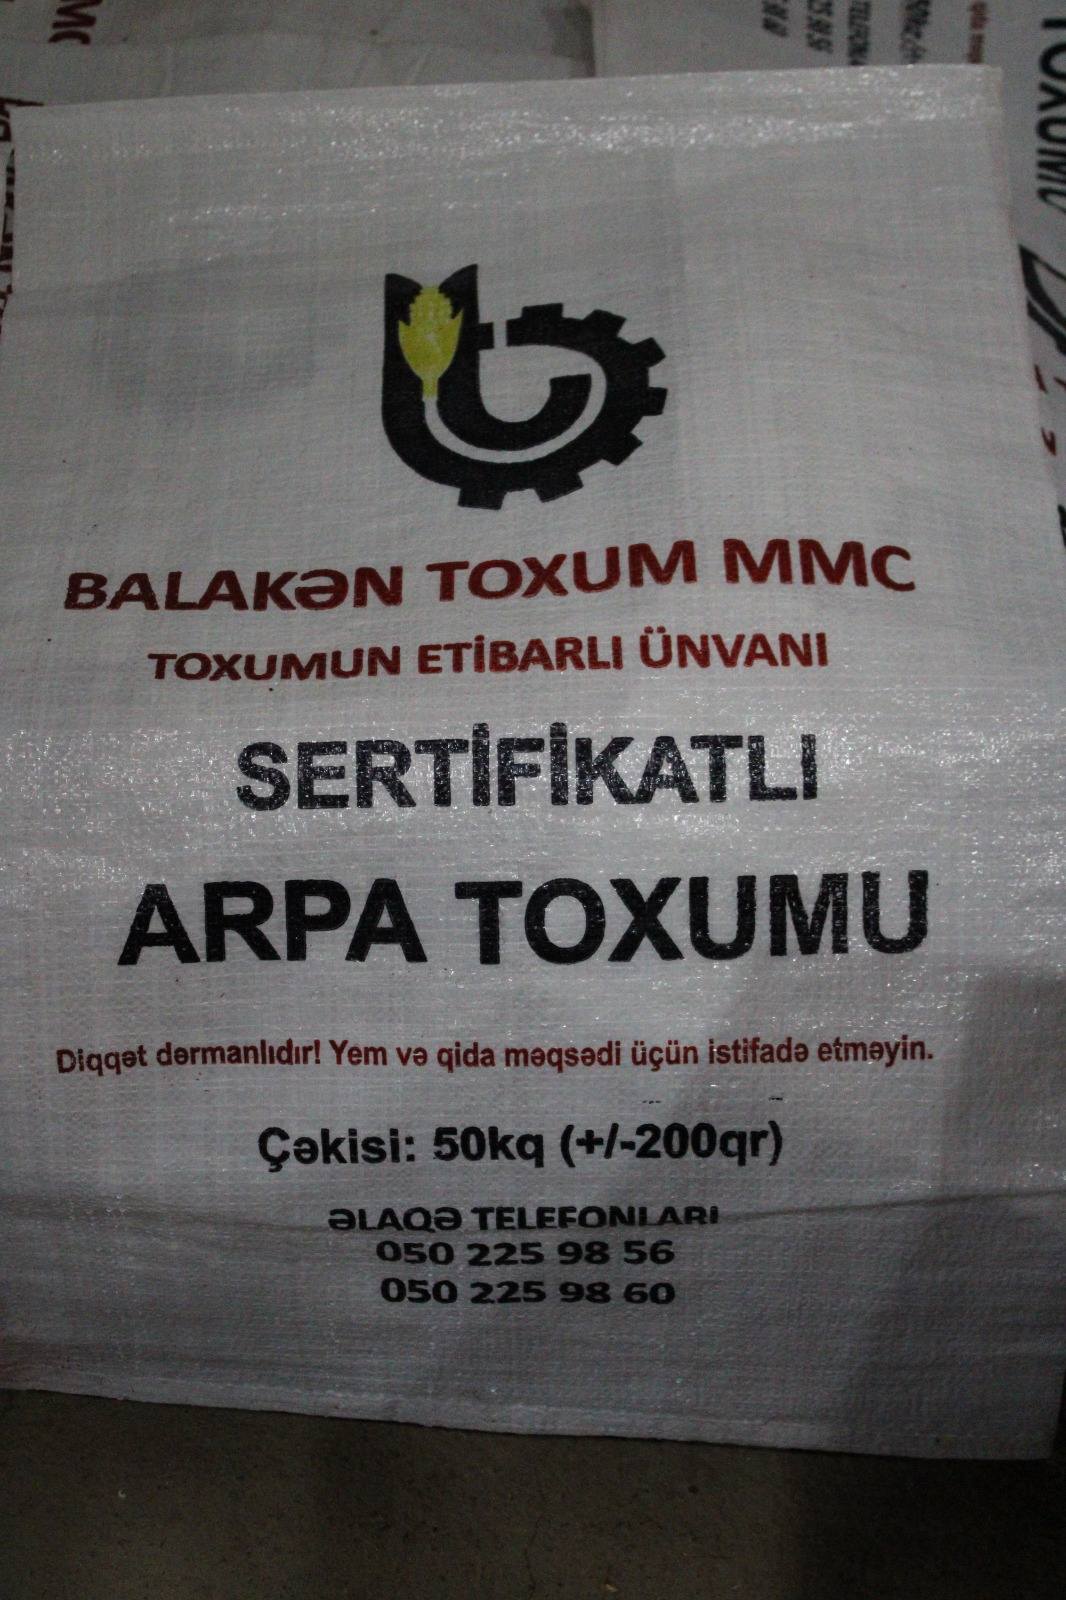 BALAKƏN TOXUM MMC
TOXUMUN ETİBARLI ÜNVANI
SERTİFİKATLI
ARPA TOXUMU
Diqqət dərmanlıdır! Yem və qida məqsədi üçün istifadə etməyin.
Çəkisi: 50kq (+/-200qr)
ƏLAQƏ TELEFONLARI
050 225 98 56
050 225 98 60
TOXUMU